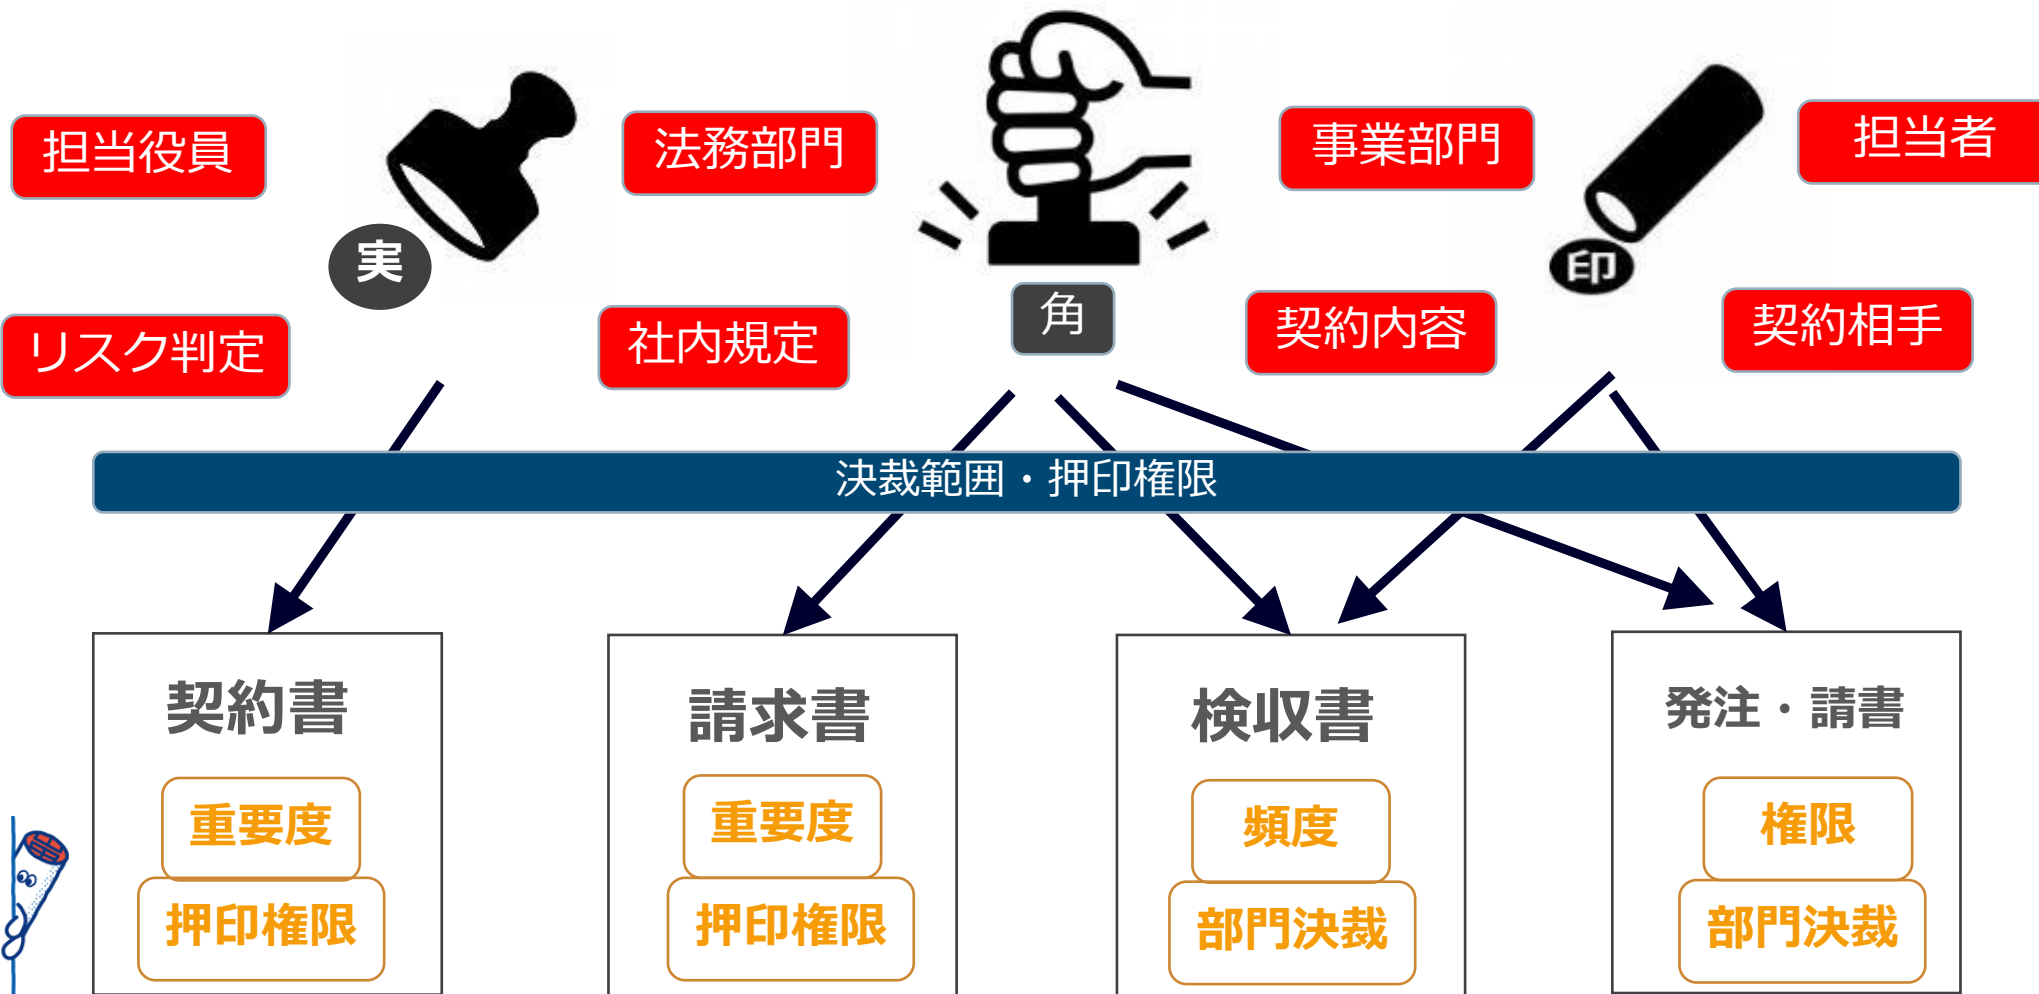 担当役員
法務部門
事業部門
担当者
実
角
印
リスク判定
社内規定
契約内容
契約相手
決裁範囲・押印権限
契約書
請求書
検収書
発注・請書
重要度
重要度
頻度
権限
押印権限
押印権限
部門決裁
部門決裁